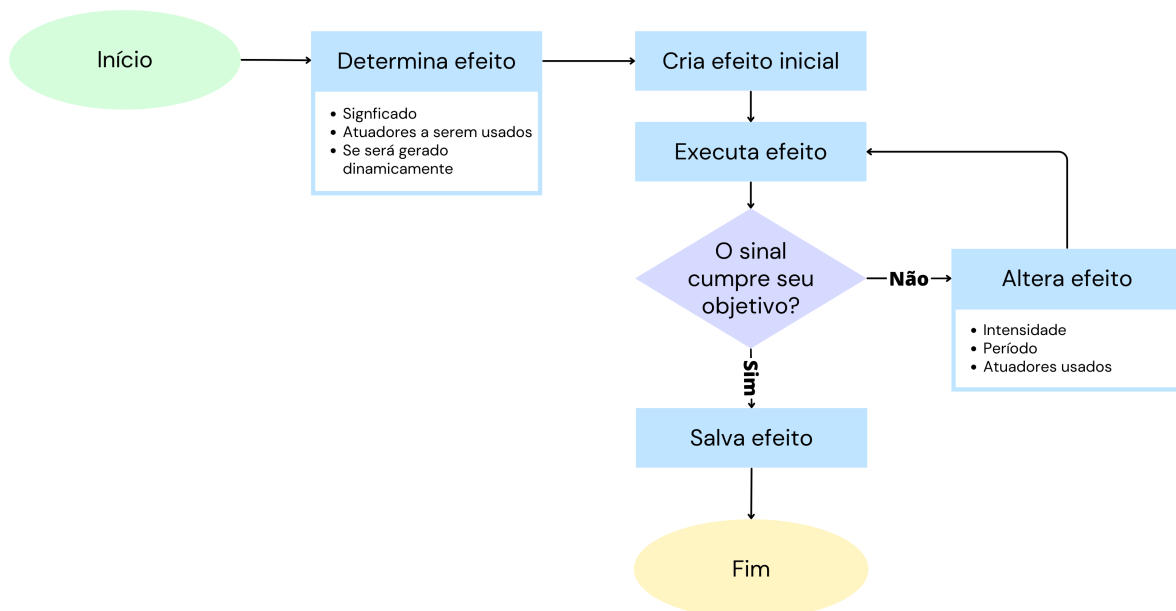 Início
Determina efeito
• Signficado
• Atuadores a serem usados
• Se será gerado
dinamicamente
Cria efeito inicial
Executa efeito
O sinal
cumpre seu
objetivo?
Não
Altera efeito
• Intensidade
• Período
• Atuadores usados
Sim
Salva efeito
Fim